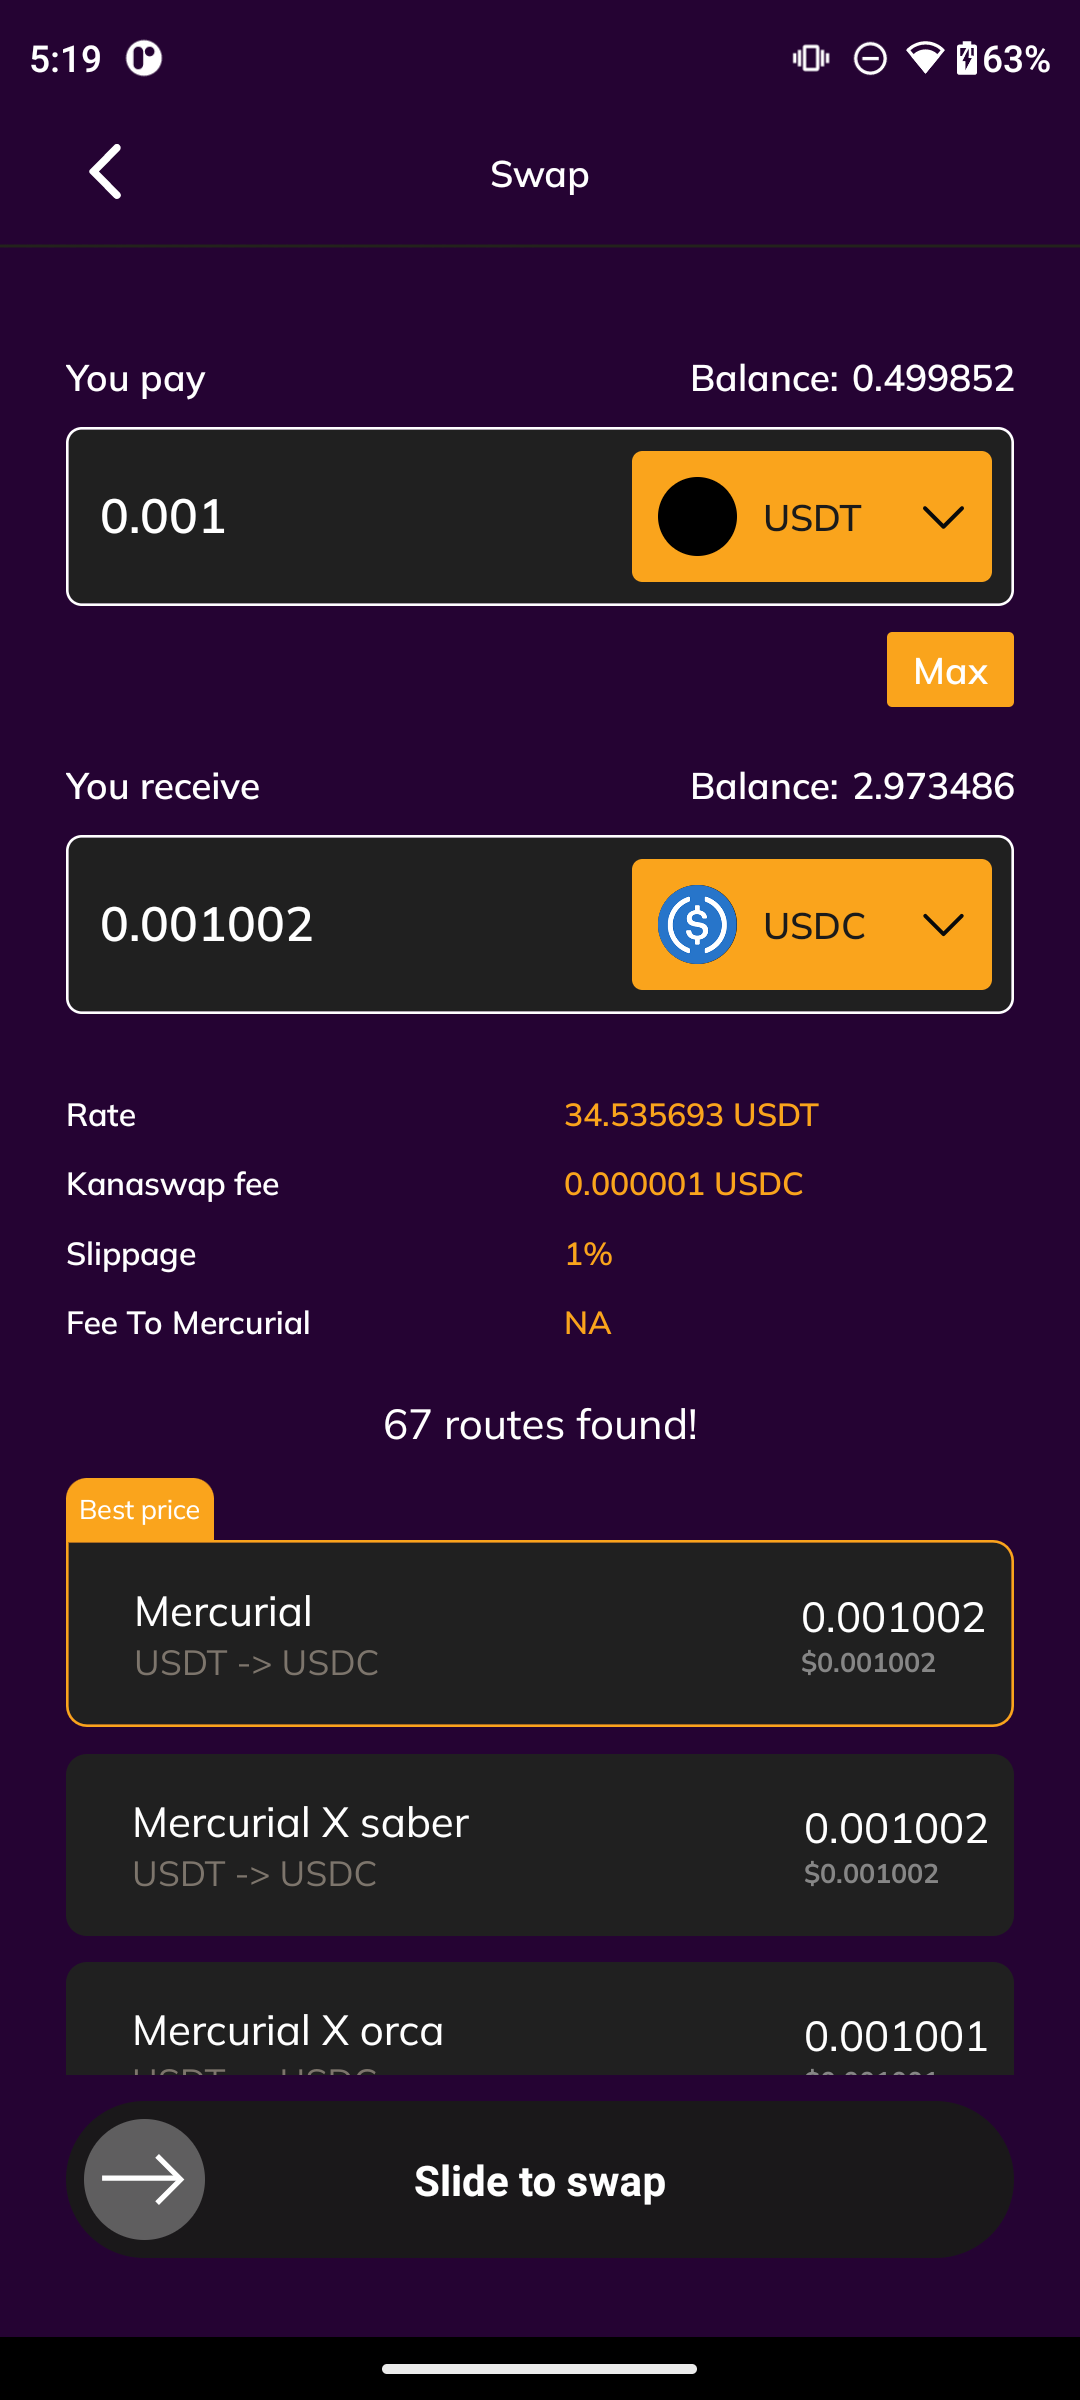 5:19
63%
Swap
You pay
Balance: 0.499852
0.001
USDT
Max
You receive
Balance: 2.973486
0.001002
USDC
Rate
34.535693 USDT
Kanaswap fee
0.000001 USDC
Slippage
1%
Fee To Mercurial
NA
67 routes found!
Best price
Mercurial
0.001002
USDT -> USDC
$0.001002
Mercurial X saber
0.001002
USDT -> USDC
$0.001002
Mercurial X orca
0.001001
Slide to swap